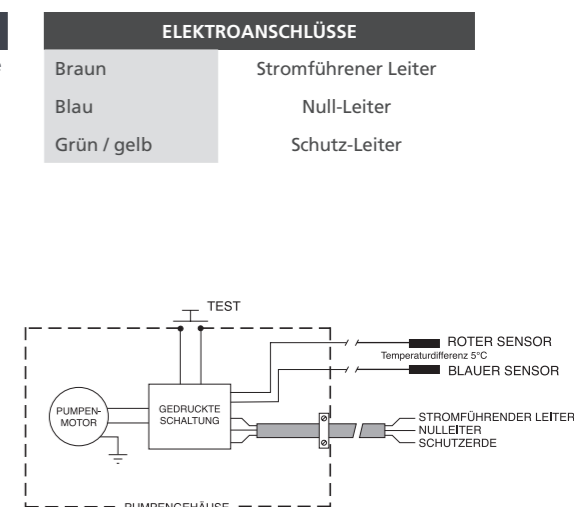 ELEKTROANSCHLÜSSE
Braun Stromführener Leiter
Blau Null-Leiter
Grün / gelb Schutz-Leiter
TEST
ROTER SENSOR
Temperaturdifferenz 5°C
BLAUER SENSOR
PUMPEN-
MOTOR
GEDRUCKTE
SCHALTUNG
STROMFÜHRENDER LEITER
NULLEITER
SCHUTZERDE
PUMPENGEHÄUSE